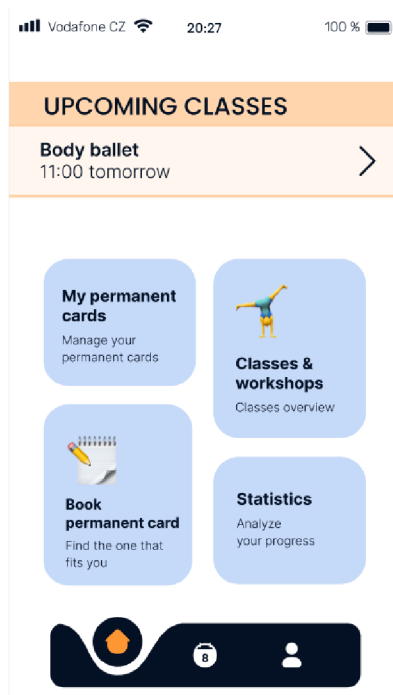 Vodafone CZ
20:27
100 %
UPCOMING CLASSES
Body ballet
11:00 tomorrow
My permanent
cards
Manage your
permanent cards
Classes &
workshops
Classes overview
Book
permanent card
Find the one that
fits you
Statistics
Analyze
your progress
8